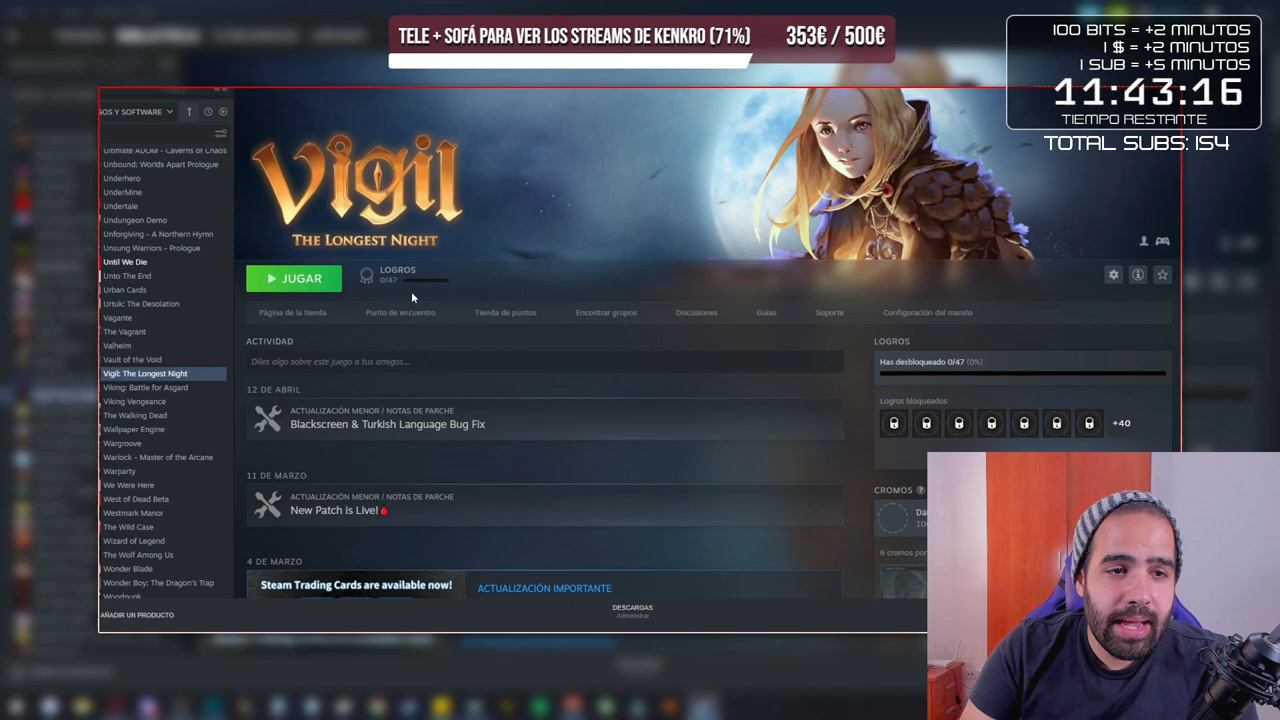 TELE + SOFÁ PARA VER LOS STREAMS DE KENKRO (71%) 353€ / 500€
100 BITS = +2 MINUTOS
1 $ = +2 MINUTOS
1 SUB = +5 MINUTOS
11:43:16
TIEMPO RESTANTE
TOTAL SUBS: 154
GOS Y SOFTWARE
Ultimate ADOM - Caverns of Chaos
Unbound: Worlds Apart Prologue
Underhero
UnderMine
Undertale
Undungeon Demo
Unforgiving - A Northern Hymn
Unsung Warriors - Prologue
Until We Die
Unto The End
Urban Cards
Urtuk: The Desolation
Vagante
The Vagrant
Valheim
Vault of the Void
Vigil: The Longest Night
Viking: Battle for Asgard
Viking Vengeance
The Walking Dead
Wallpaper Engine
Wargroove
Warlock - Master of the Arcane
Warparty
We Were Here
West of Dead Beta
Westmark Manor
The Wild Case
Wizard of Legend
The Wolf Among Us
Wonder Blade
Wonder Boy: The Dragon's Trap
Woodpunk
AÑADIR UN PRODUCTO
Vigil
THE LONGEST NIGHT
JUGAR
LOGROS
0/47
Página de la tienda Punto de encuentro Tienda de puntos Encontrar grupos Discusiones Guías Soporte Configuración del mando
ACTIVIDAD
Diles algo sobre este juego a tus amigos...
12 DE ABRIL
ACTUALIZACIÓN MENOR / NOTAS DE PARCHE
Blackscreen & Turkish Language Bug Fix
11 DE MARZO
ACTUALIZACIÓN MENOR / NOTAS DE PARCHE
New Patch is Live!
4 DE MARZO
Steam Trading Cards are available now!
ACTUALIZACIÓN IMPORTANTE
LOGROS
Has desbloqueado 0/47 (0%)
Logros bloqueados
+40
CROMOS
Da
10
6 cromos por
DESCARGAS
Administrar